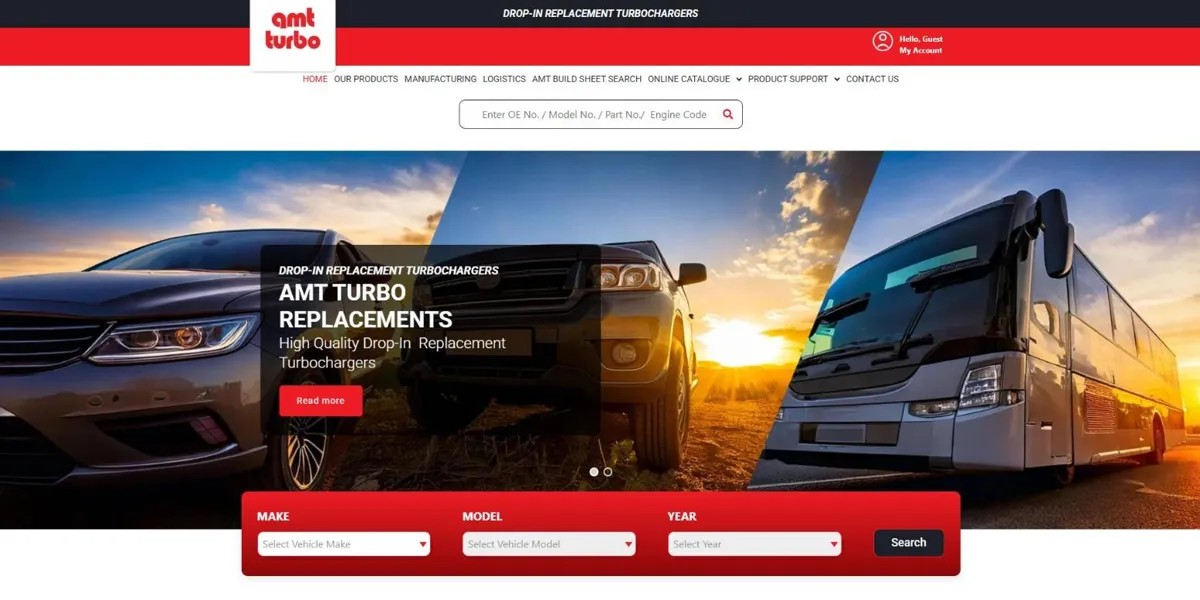 DROP-IN REPLACEMENT TURBOCHARGERS
amt
turbo
Hello, Guest
My Account
HOME OUR PRODUCTS MANUFACTURING LOGISTICS AMT BUILD SHEET SEARCH ONLINE CATALOGUE PRODUCT SUPPORT CONTACT US
Enter OE No. / Model No. / Part No./ Engine Code
DROP-IN REPLACEMENT TURBOCHARGERS
AMT TURBO
REPLACEMENTS
High Quality Drop-In Replacement
Turbochargers
Read more
MAKE MODEL YEAR
Select Vehicle Make Select Vehicle Model Select Year Search